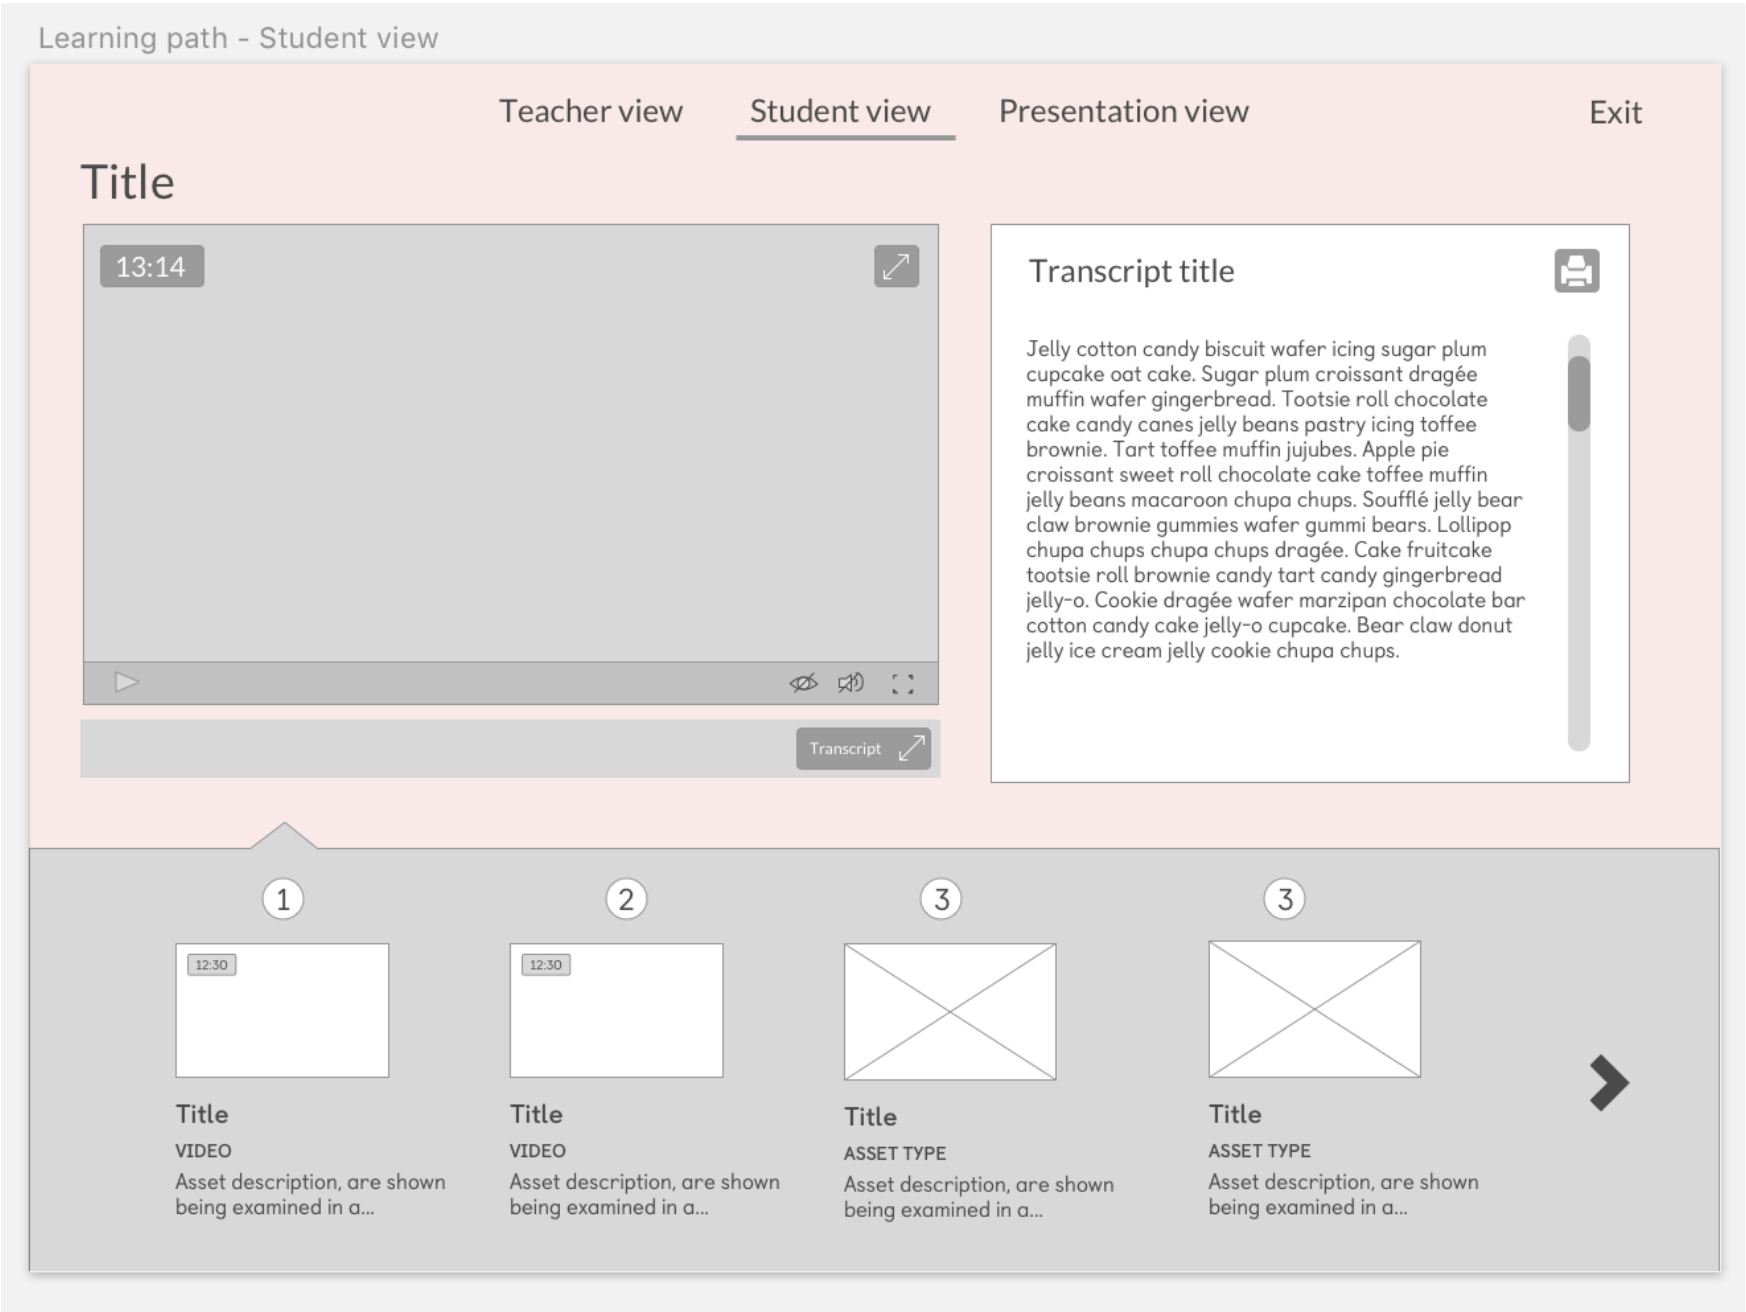 Learning path - Student view
Teacher view
Student view
Presentation view
Exit
Title
13:14
Transcript
Transcript title
Jelly cotton candy biscuit wafer icing sugar plum
cupcake oat cake. Sugar plum croissant dragée
muffin wafer gingerbread. Tootsie roll chocolate
cake candy canes jelly beans pastry icing toffee
brownie. Tart toffee muffin jujubes. Apple pie
croissant sweet roll chocolate cake toffee muffin
jelly beans macaroon chupa chups. Soufflé jelly bear
claw brownie gummies wafer gummi bears. Lollipop
chupa chups chupa chups dragée. Cake fruitcake
tootsie roll brownie candy tart candy gingerbread
jelly-o. Cookie dragée wafer marzipan chocolate bar
cotton candy cake jelly-o cupcake. Bear claw donut
jelly ice cream jelly cookie chupa chups.
1
12:30
Title
VIDEO
Asset description, are shown
being examined in a...
2
12:30
Title
VIDEO
Asset description, are shown
being examined in a...
3
Title
ASSET TYPE
Asset description, are shown
being examined in a...
3
Title
ASSET TYPE
Asset description, are shown
being examined in a...